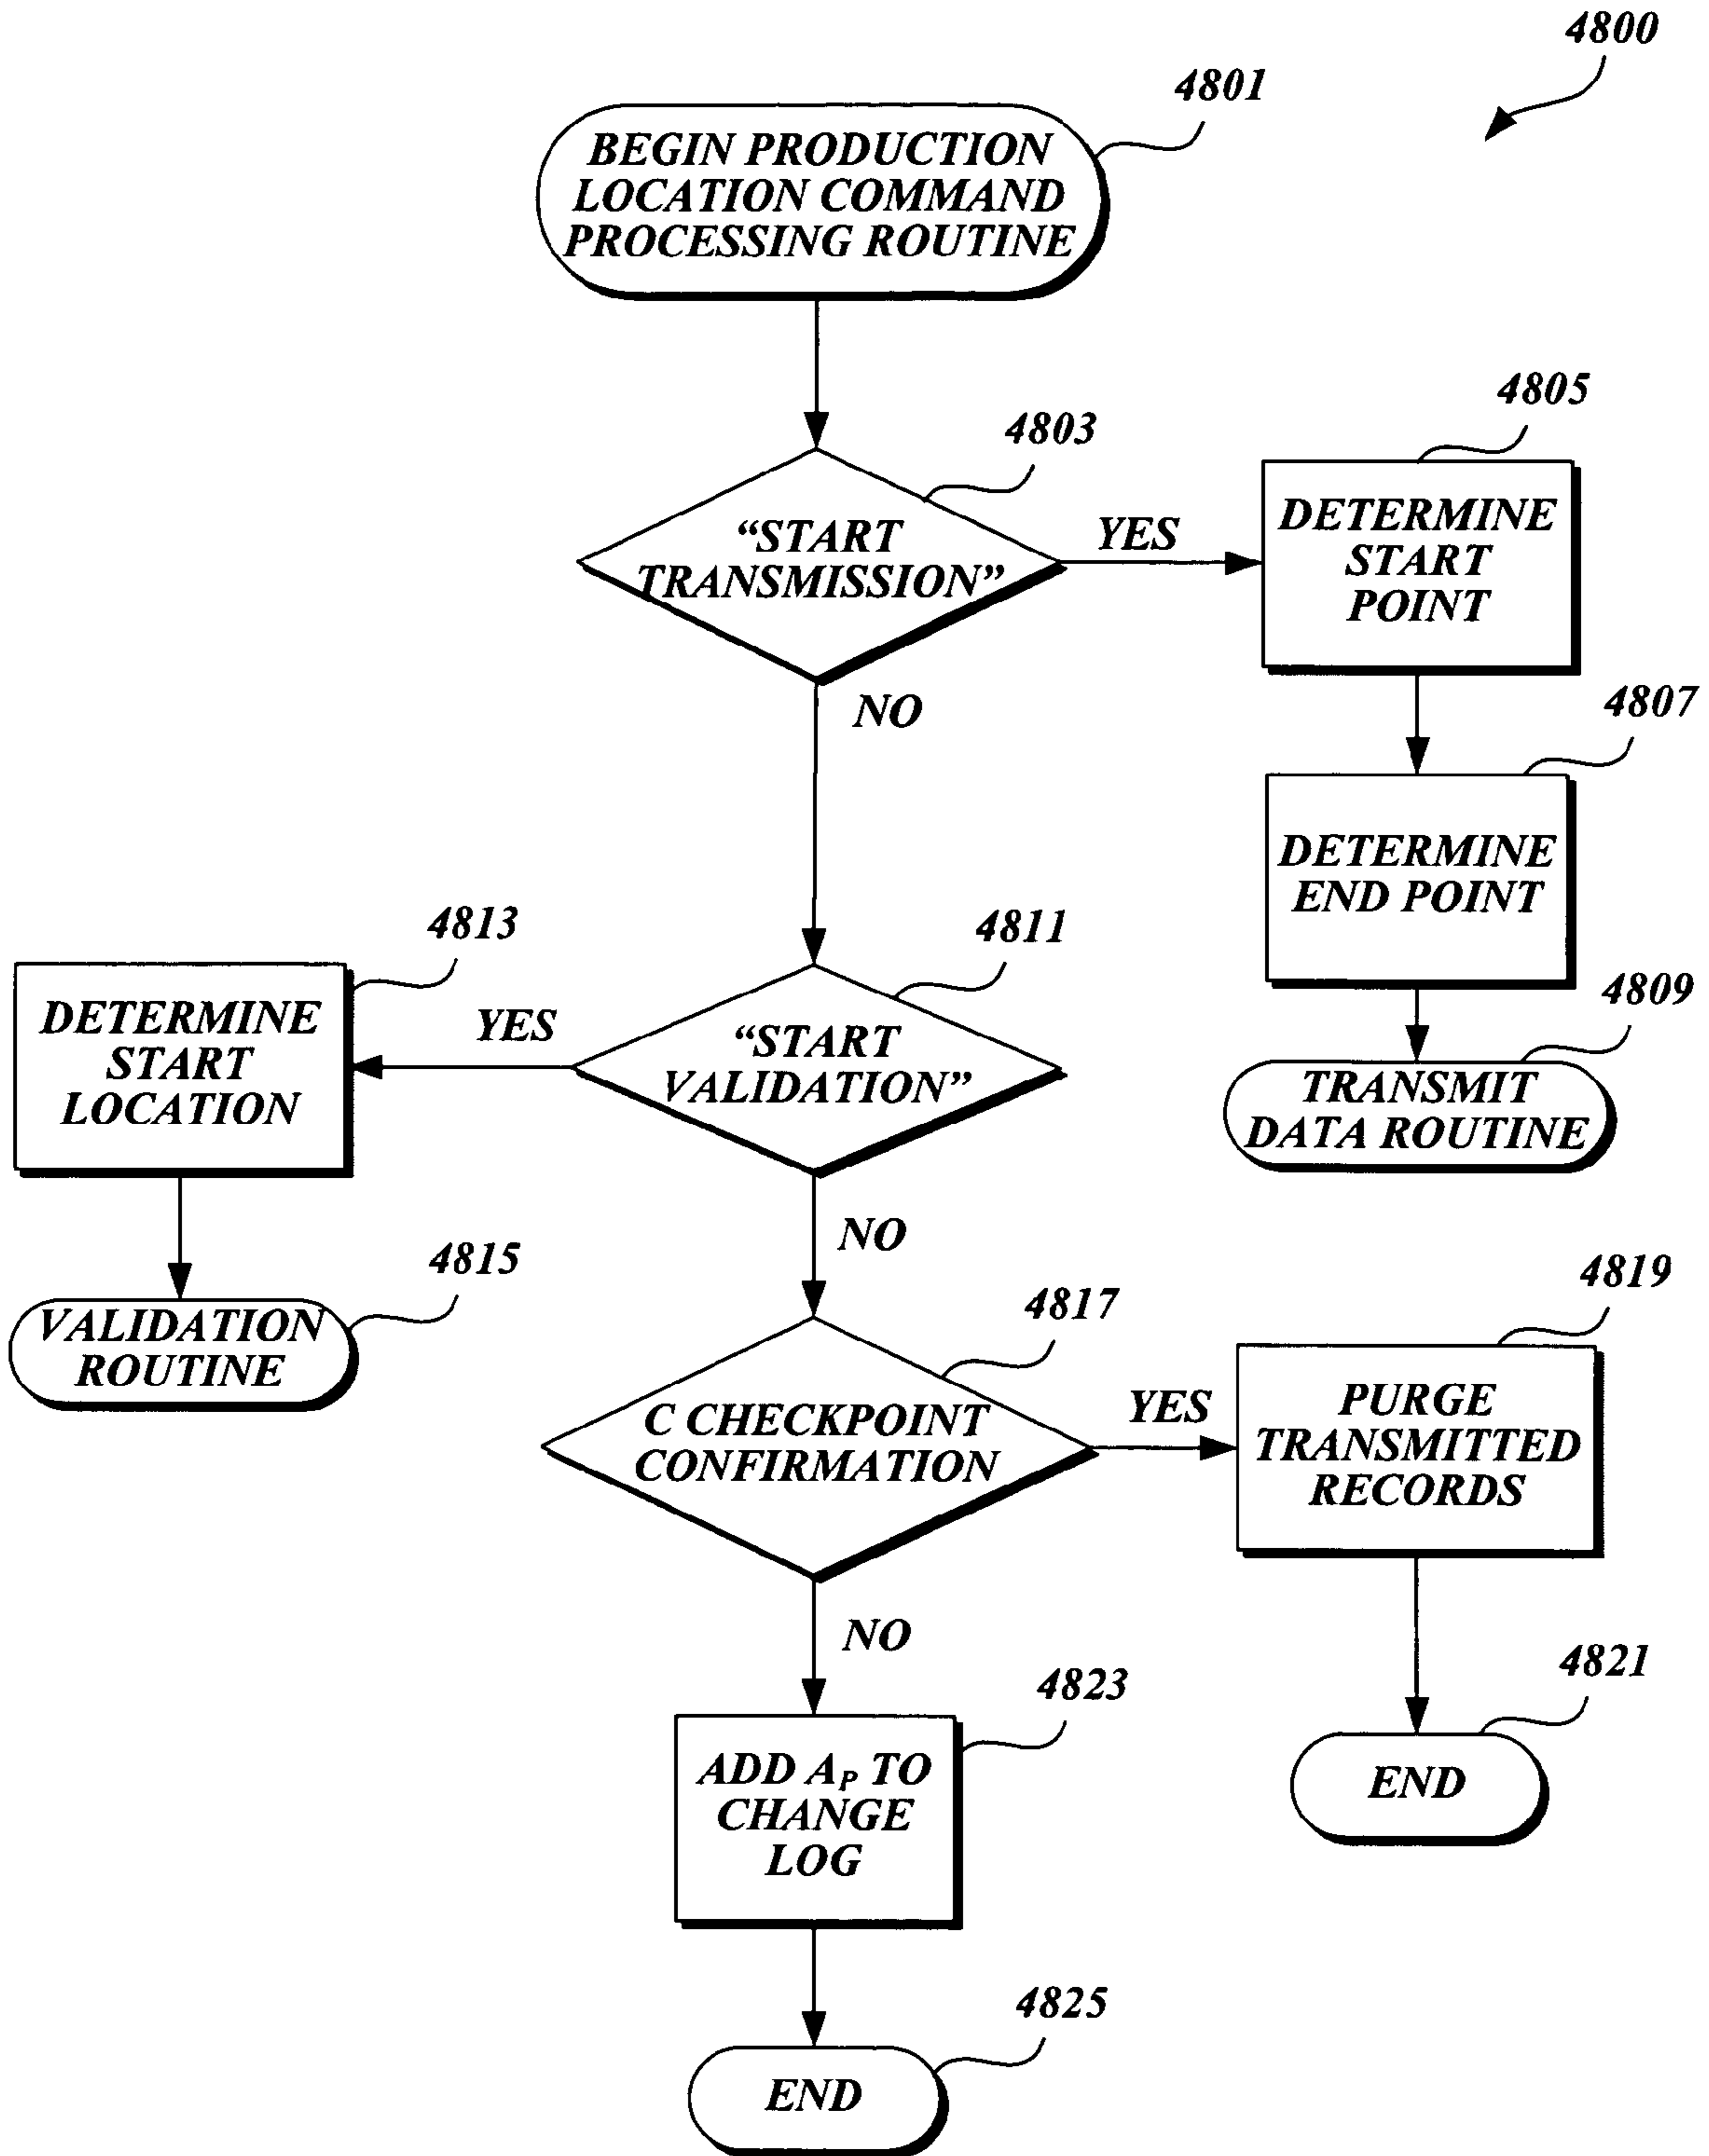 4800
4801
BEGIN PRODUCTION
LOCATION COMMAND
PROCESSING ROUTINE
4803
“START
TRANSMISSION”
YES
NO
4805
DETERMINE
START
POINT
4807
DETERMINE
END POINT
4809
TRANSMIT
DATA ROUTINE
4811
“START
VALIDATION”
YES
NO
4813
DETERMINE
START
LOCATION
4815
VALIDATION
ROUTINE
4817
C CHECKPOINT
CONFIRMATION
YES
NO
4819
PURGE
TRANSMITTED
RECORDS
4821
END
4823
ADD AP TO
CHANGE
LOG
4825
END